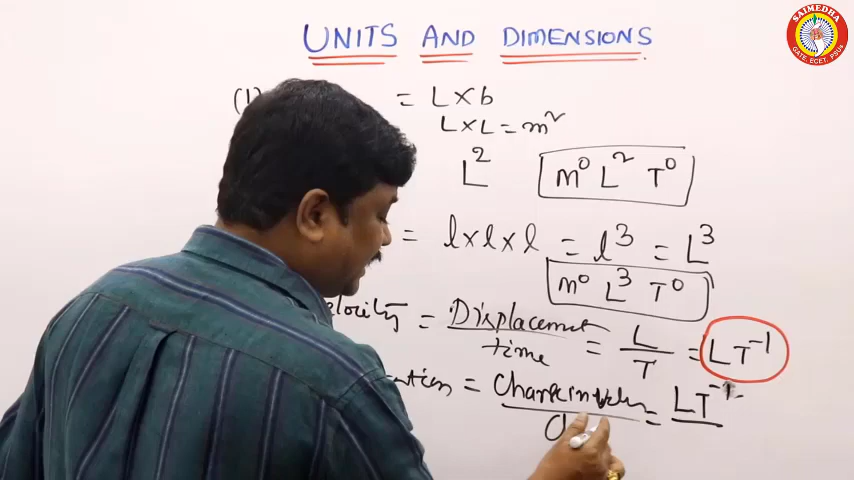 SAIMEDHA
GATE, ECET, PSUs
UNITS AND DIMENSIONS
(1) = L×b
L×L = m²
L²
M⁰ L² T⁰
= l×l×l = l³ = L³
M⁰ L³ T⁰
elocity = Displacement / time = L / T = LT⁻¹
ation = Change in / = LT⁻¹